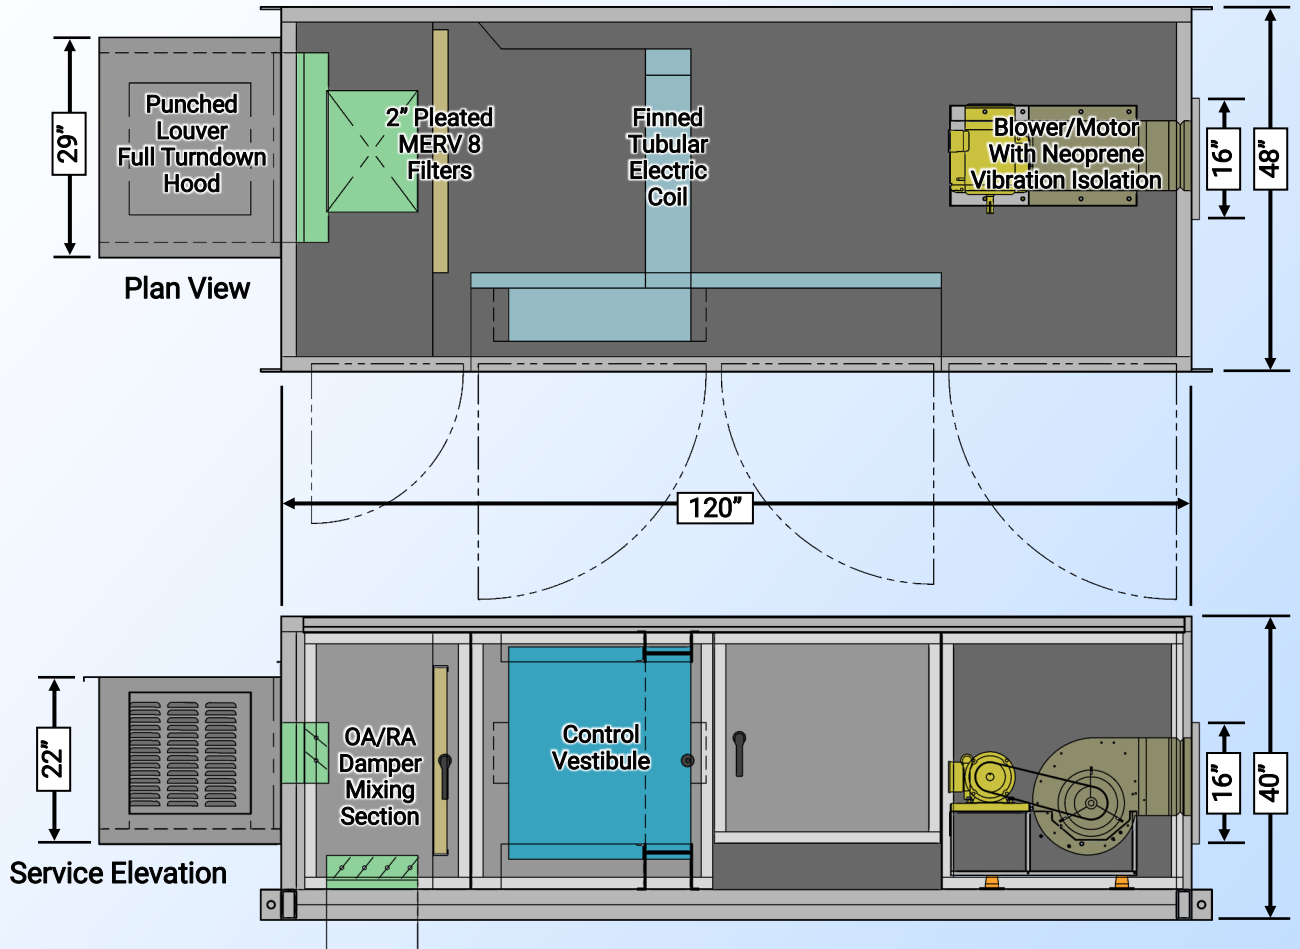 Punched
Louver
Full Turndown
Hood
2” Pleated
MERV 8
Filters
Finned
Tubular
Electric
Coil
Blower/Motor
With Neoprene
Vibration Isolation
29”
16”
48”
Plan View
120”
OA/RA
Damper
Mixing
Section
Control
Vestibule
22”
16”
40”
Service Elevation